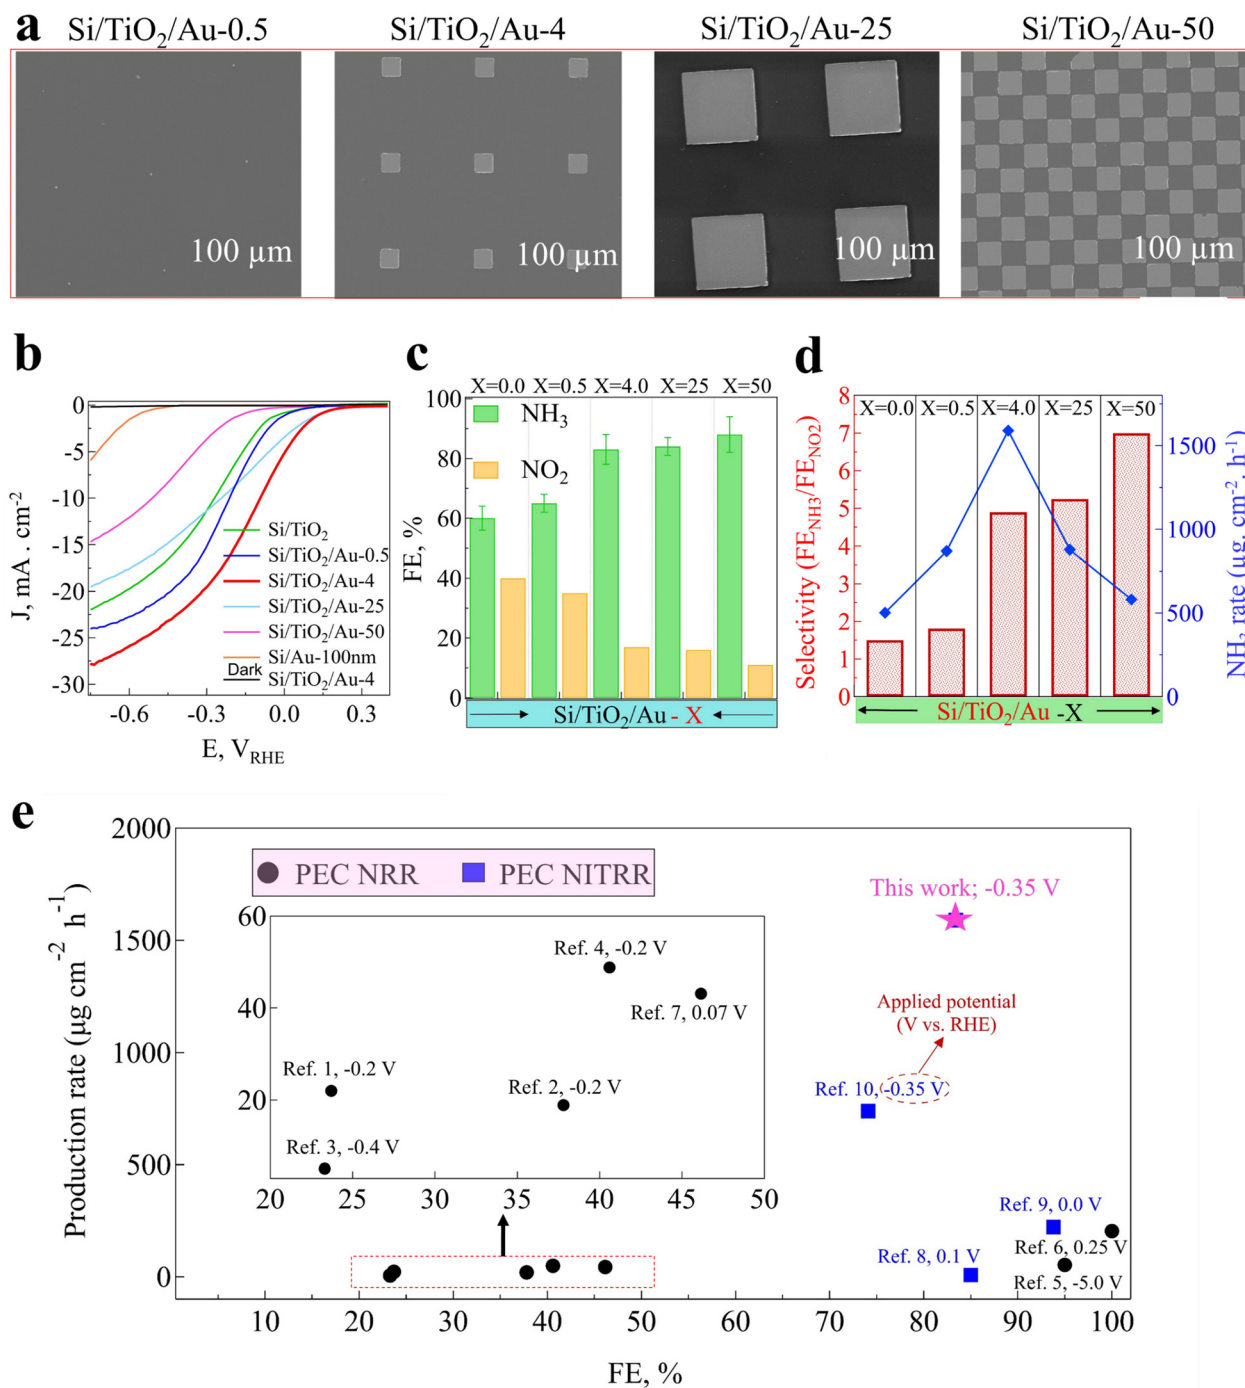 a
Si/TiO₂/Au-0.5
Si/TiO₂/Au-4
Si/TiO₂/Au-25
Si/TiO₂/Au-50
100 µm
100 µm
100 µm
100 µm
b
0
-5
-10
-15
-20
-25
-30
J, mA . cm⁻²
Si/TiO₂
Si/TiO₂/Au-0.5
Si/TiO₂/Au-4
Si/TiO₂/Au-25
Si/TiO₂/Au-50
Si/Au-100nm
Dark
Si/TiO₂/Au-4
-0.6
-0.3
0.0
0.3
E, V_RHE
c
X=0.0
X=0.5
X=4.0
X=25
X=50
100
80
60
40
20
0
FE, %
NH₃
NO₂
Si/TiO₂/Au - X
d
8
7
6
5
4
3
2
1
0
Selectivity (FE_NH3/FE_NO2)
X=0.0
X=0.5
X=4.0
X=25
X=50
1500
1000
500
0
rate (µg. cm⁻². h¹)
Si/TiO₂/Au -X
e
2000
1500
1000
500
0
Production rate (µg cm⁻² h⁻¹)
PEC NRR
PEC NITRR
This work; -0.35 V
60
40
20
Ref. 4, -0.2 V
Ref. 7, 0.07 V
Ref. 1, -0.2 V
Ref. 2, -0.2 V
Ref. 3, -0.4 V
20
25
30
35
40
45
50
Applied potential
(V vs. RHE)
Ref. 10, -0.35 V
Ref. 9, 0.0 V
Ref. 6, 0.25 V
Ref. 8, 0.1 V
Ref. 5, -5.0 V
10
20
30
40
50
60
70
80
90
100
FE, %